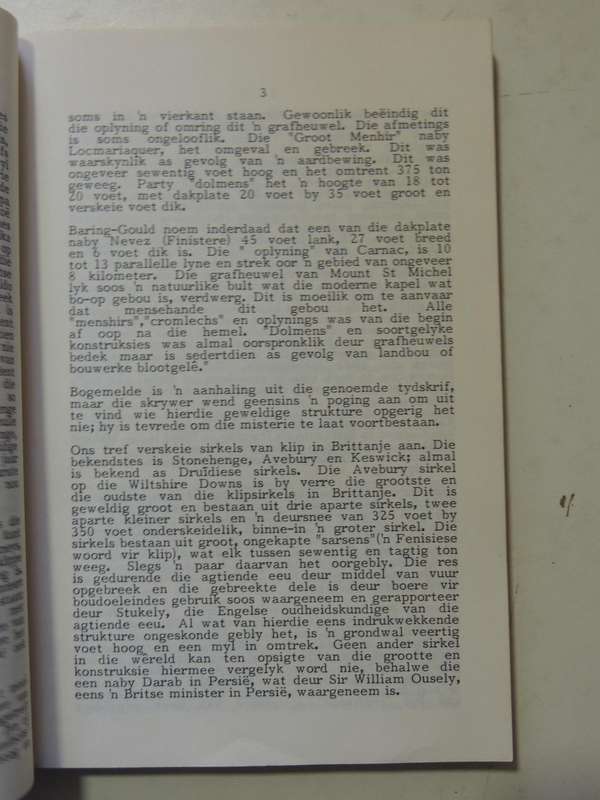 3
soms in 'n vierkant staan. Gewoonlik beëindig dit
die oplyning of omring dit 'n grafheuwel. Die afmetings
is soms ongelooflik. Die "Groot Menhir" naby
Locmariaquer, het omgeval en gebreek. Dit was
waarskynlik as gevolg van 'n aardbewing. Dit was
ongeveer sewentig voet hoog en het omtrent 375 ton
geweeg. Party "dolmens" het 'n hoogte van 18 tot
20 voet, met dakplate 20 voet by 35 voet groot en
verskeie voet dik.
Baring-Gould noem inderdaad dat een van die dakplate
naby Nevez (Finistere) 45 voet lank, 27 voet breed
en 6 voet dik is. Die " oplyning" van Carnac, is 10
tot 13 parallelle lyne en strek oor 'n gebied van ongeveer
8 kilometer. Die grafheuwel van Mount St Michel
lyk soos 'n natuurlike bult wat die moderne kapel wat
bo-op gebou is, verdwerg. Dit is moeilik om te aanvaar
dat mensehande dit gebou het. Alle
"menshirs","cromlechs" en oplynings was van die begin
af oop na die hemel. "Dolmens" en soortgelyke
konstruksies was almal oorspronklik deur grafheuwels
bedek maar is sedertdien as gevolg van landbou of
bouwerke blootgelê."
Bogemelde is 'n aanhaling uit die genoemde tydskrif,
maar die skrywer wend geensins 'n poging aan om uit
te vind wie hierdie geweldige strukture opgerig het
nie; hy is tevrede om die misterie te laat voortbestaan.
Ons tref verskeie sirkels van klip in Brittanje aan. Die
bekendstes is Stonehenge, Avebury en Keswick; almal
is bekend as Druïdiese sirkels. Die Avebury sirkel
op die Wiltshire Downs is by verre die grootste en
die oudste van die klipsirkels in Brittanje. Dit is
geweldig groot en bestaan uit drie aparte sirkels, twee
aparte kleiner sirkels en 'n deursnee van 325 voet by
350 voet onderskeidelik, binne-in 'n groter sirkel. Die
sirkels bestaan uit groot, ongekapte "sarsens"('n Fenisiese
woord vir klip), wat elk tussen sewentig en tagtig ton
weeg. Slegs 'n paar daarvan het oorgebly. Die res
is gedurende die agtiende eeu deur middel van vuur
opgebreek en die gebreekte dele is deur boere vir
boudoeleindes gebruik soos waargeneem en gerapporteer
deur Stukely, die Engelse oudheidskundige van die
agtiende eeu. Al wat van hierdie eens indrukwekkende
strukture ongeskonde gebly het, is 'n grondwal veertig
voet hoog en een myl in omtrek. Geen ander sirkel
in die wêreld kan ten opsigte van die grootte en
konstruksie hiermee vergelyk word nie, behalwe die
een naby Darab in Persië, wat deur Sir William Ousely,
eens 'n Britse minister in Persië, waargeneem is.